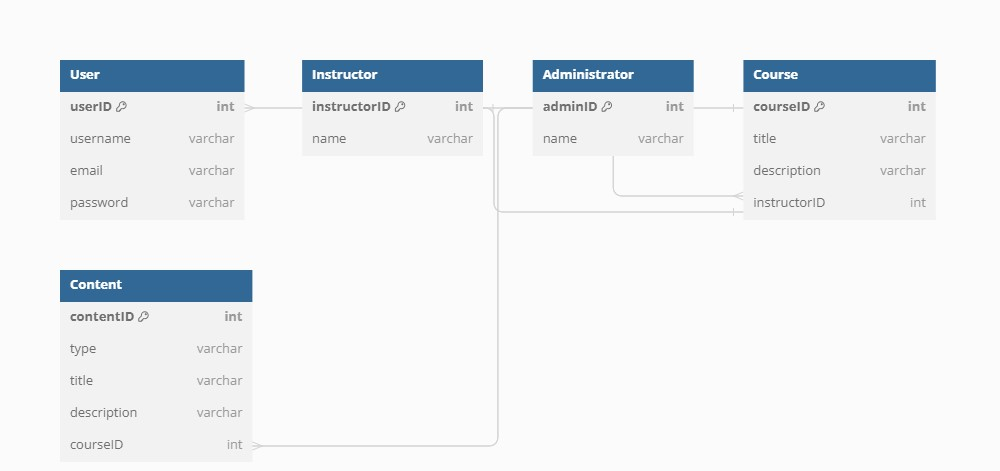 User
userID int
username varchar
email varchar
password varchar
Instructor
instructorID int
name varchar
Administrator
adminID int
name varchar
Course
courseID int
title varchar
description varchar
instructorID int
Content
contentID int
type varchar
title varchar
description varchar
courseID int